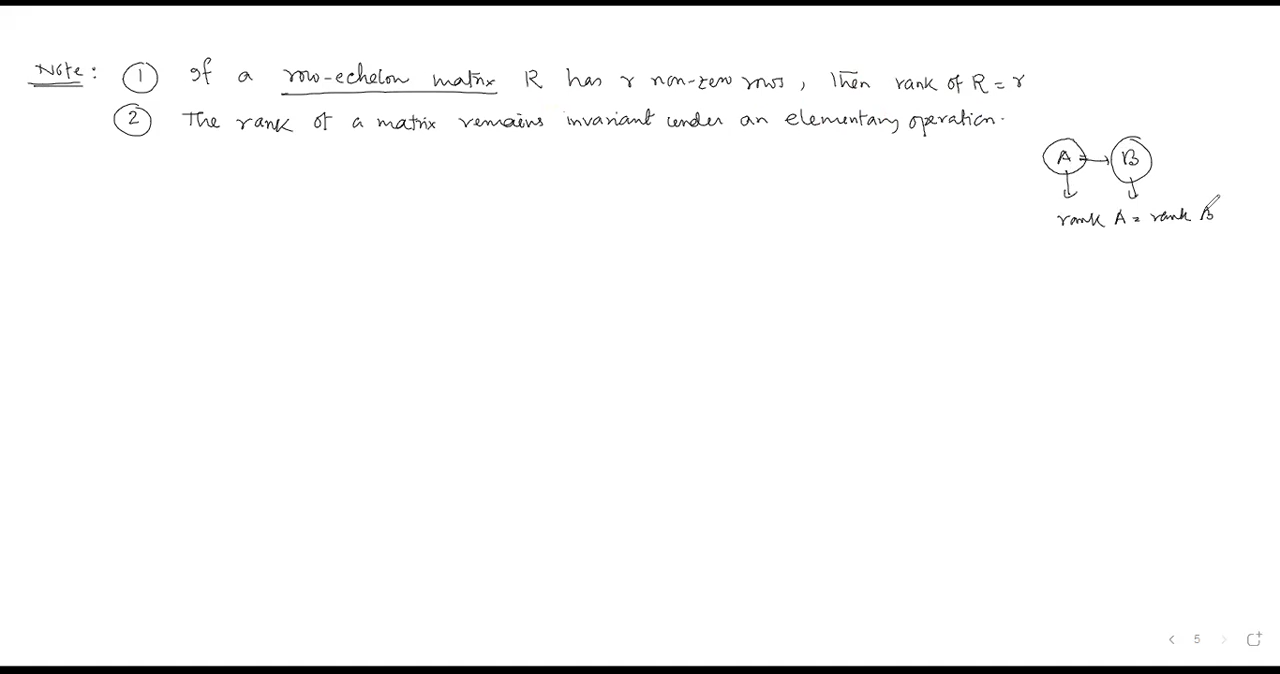 Note: ① If a row-echelon matrix R has r non-zero rows, then rank of R = r
② The rank of a matrix remains invariant under an elementary operation.
A → B
rank A = rank B
5